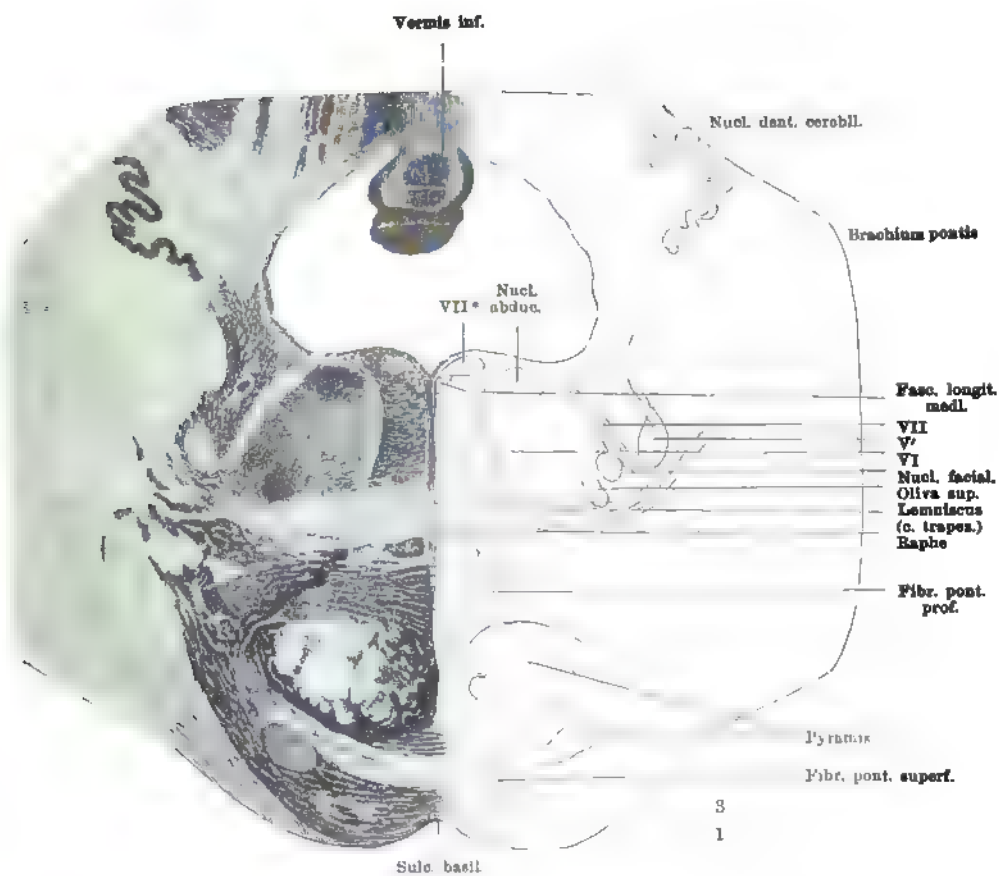 Vermis inf.
Nucl. dent. cerebll.
Brachium pontis
Nucl.
VII * abduc.
Fasc. longit.
medl.
VII
V'
VI
Nucl. facial.
Oliva sup.
Lemniscus
(c. trapez.)
Raphe
Fibr. pont.
prof.
Pyramis
Fibr. pont. superf.
3
1
Sulc. basil